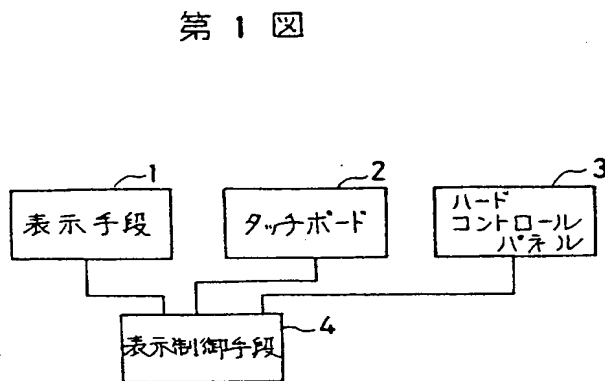 第 1 図
1
表示手段
2
タッチボード
3
ハード
コントロール
パネル
4
表示制御手段